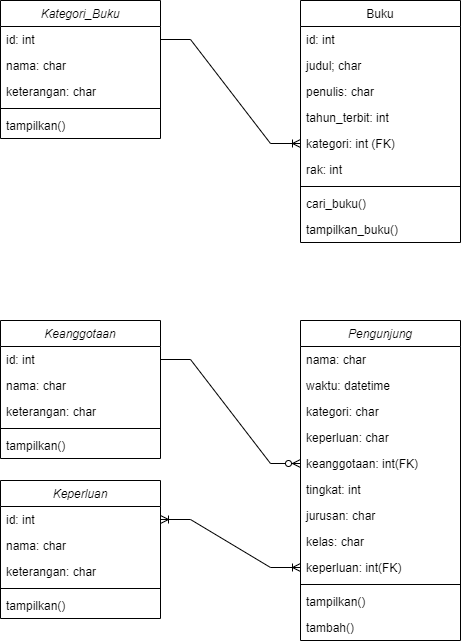 Kategori_Buku
id: int
nama: char
keterangan: char
tampilkan()
Buku
id: int
judul; char
penulis: char
tahun_terbit: int
kategori: int (FK)
rak: int
cari_buku()
tampilkan_buku()
Keanggotaan
id: int
nama: char
keterangan: char
tampilkan()
Keperluan
id: int
nama: char
keterangan: char
tampilkan()
Pengunjung
nama: char
waktu: datetime
kategori: char
keperluan: char
keanggotaan: int(FK)
tingkat: int
jurusan: char
kelas: char
keperluan: int(FK)
tampilkan()
tambah()